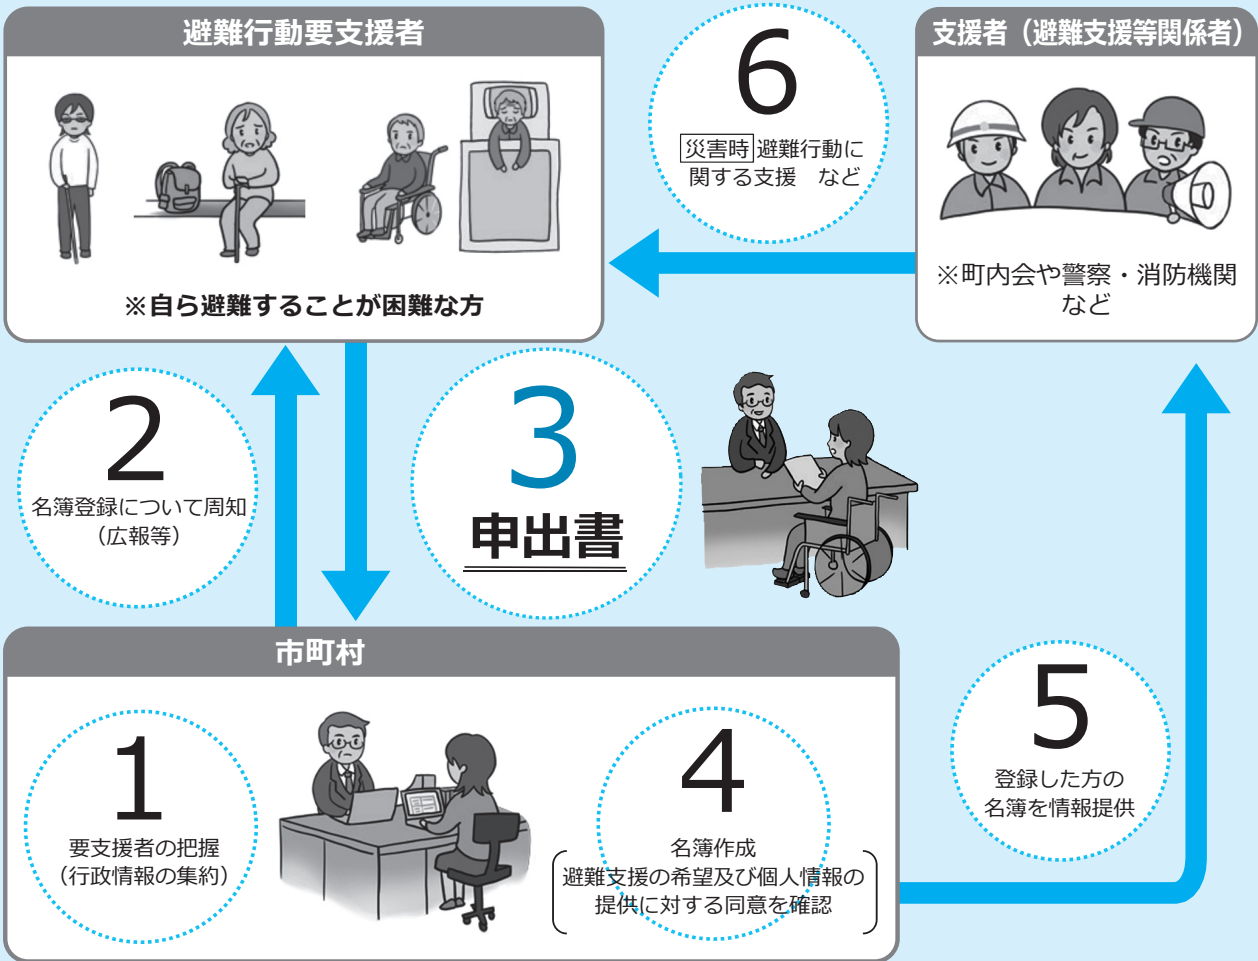 避難行動要支援者
※自ら避難することが困難な方
6
災害時 避難行動に
関する支援　など
支援者（避難支援等関係者）
※町内会や警察・消防機関
など
2
名簿登録について周知
（広報等）
3
申出書
市町村
1
要支援者の把握
（行政情報の集約）
4
名簿作成
避難支援の希望及び個人情報の
提供に対する同意を確認
5
登録した方の
名簿を情報提供